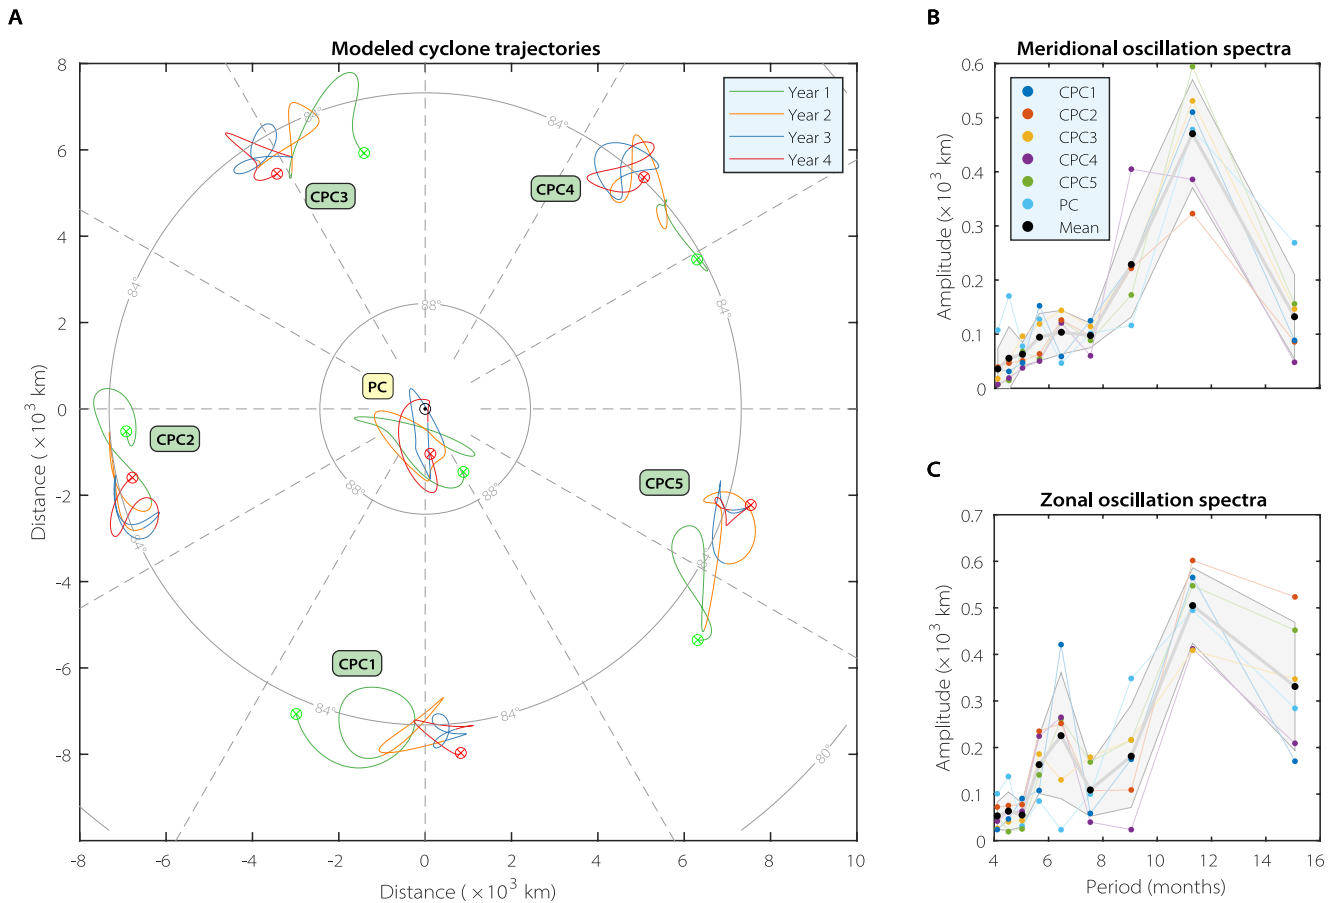 A
Modeled cyclone trajectories
Distance ( × 10³ km)
8
6
4
2
0
-2
-4
-6
-8
-8
-6
-4
-2
0
2
4
6
8
10
Distance ( × 10³ km)
Year 1
Year 2
Year 3
Year 4
CPC3
CPC4
PC
CPC2
CPC5
CPC1
84°
84°
84°
84°
88°
88°
88°
84°
84°
84°
84°
80°
B
Meridional oscillation spectra
Amplitude (×10³ km)
0.6
0.5
0.4
0.3
0.2
0.1
0
CPC1
CPC2
CPC3
CPC4
CPC5
PC
Mean
C
Zonal oscillation spectra
Amplitude (×10³ km)
0.7
0.6
0.5
0.4
0.3
0.2
0.1
0
4
6
8
10
12
14
16
Period (months)